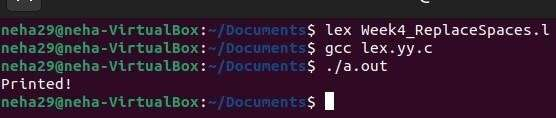 neha29@neha-VirtualBox:~/Documents$ lex Week4_ReplaceSpaces.l
neha29@neha-VirtualBox:~/Documents$ gcc lex.yy.c
neha29@neha-VirtualBox:~/Documents$ ./a.out
Printed!
neha29@neha-VirtualBox:~/Documents$